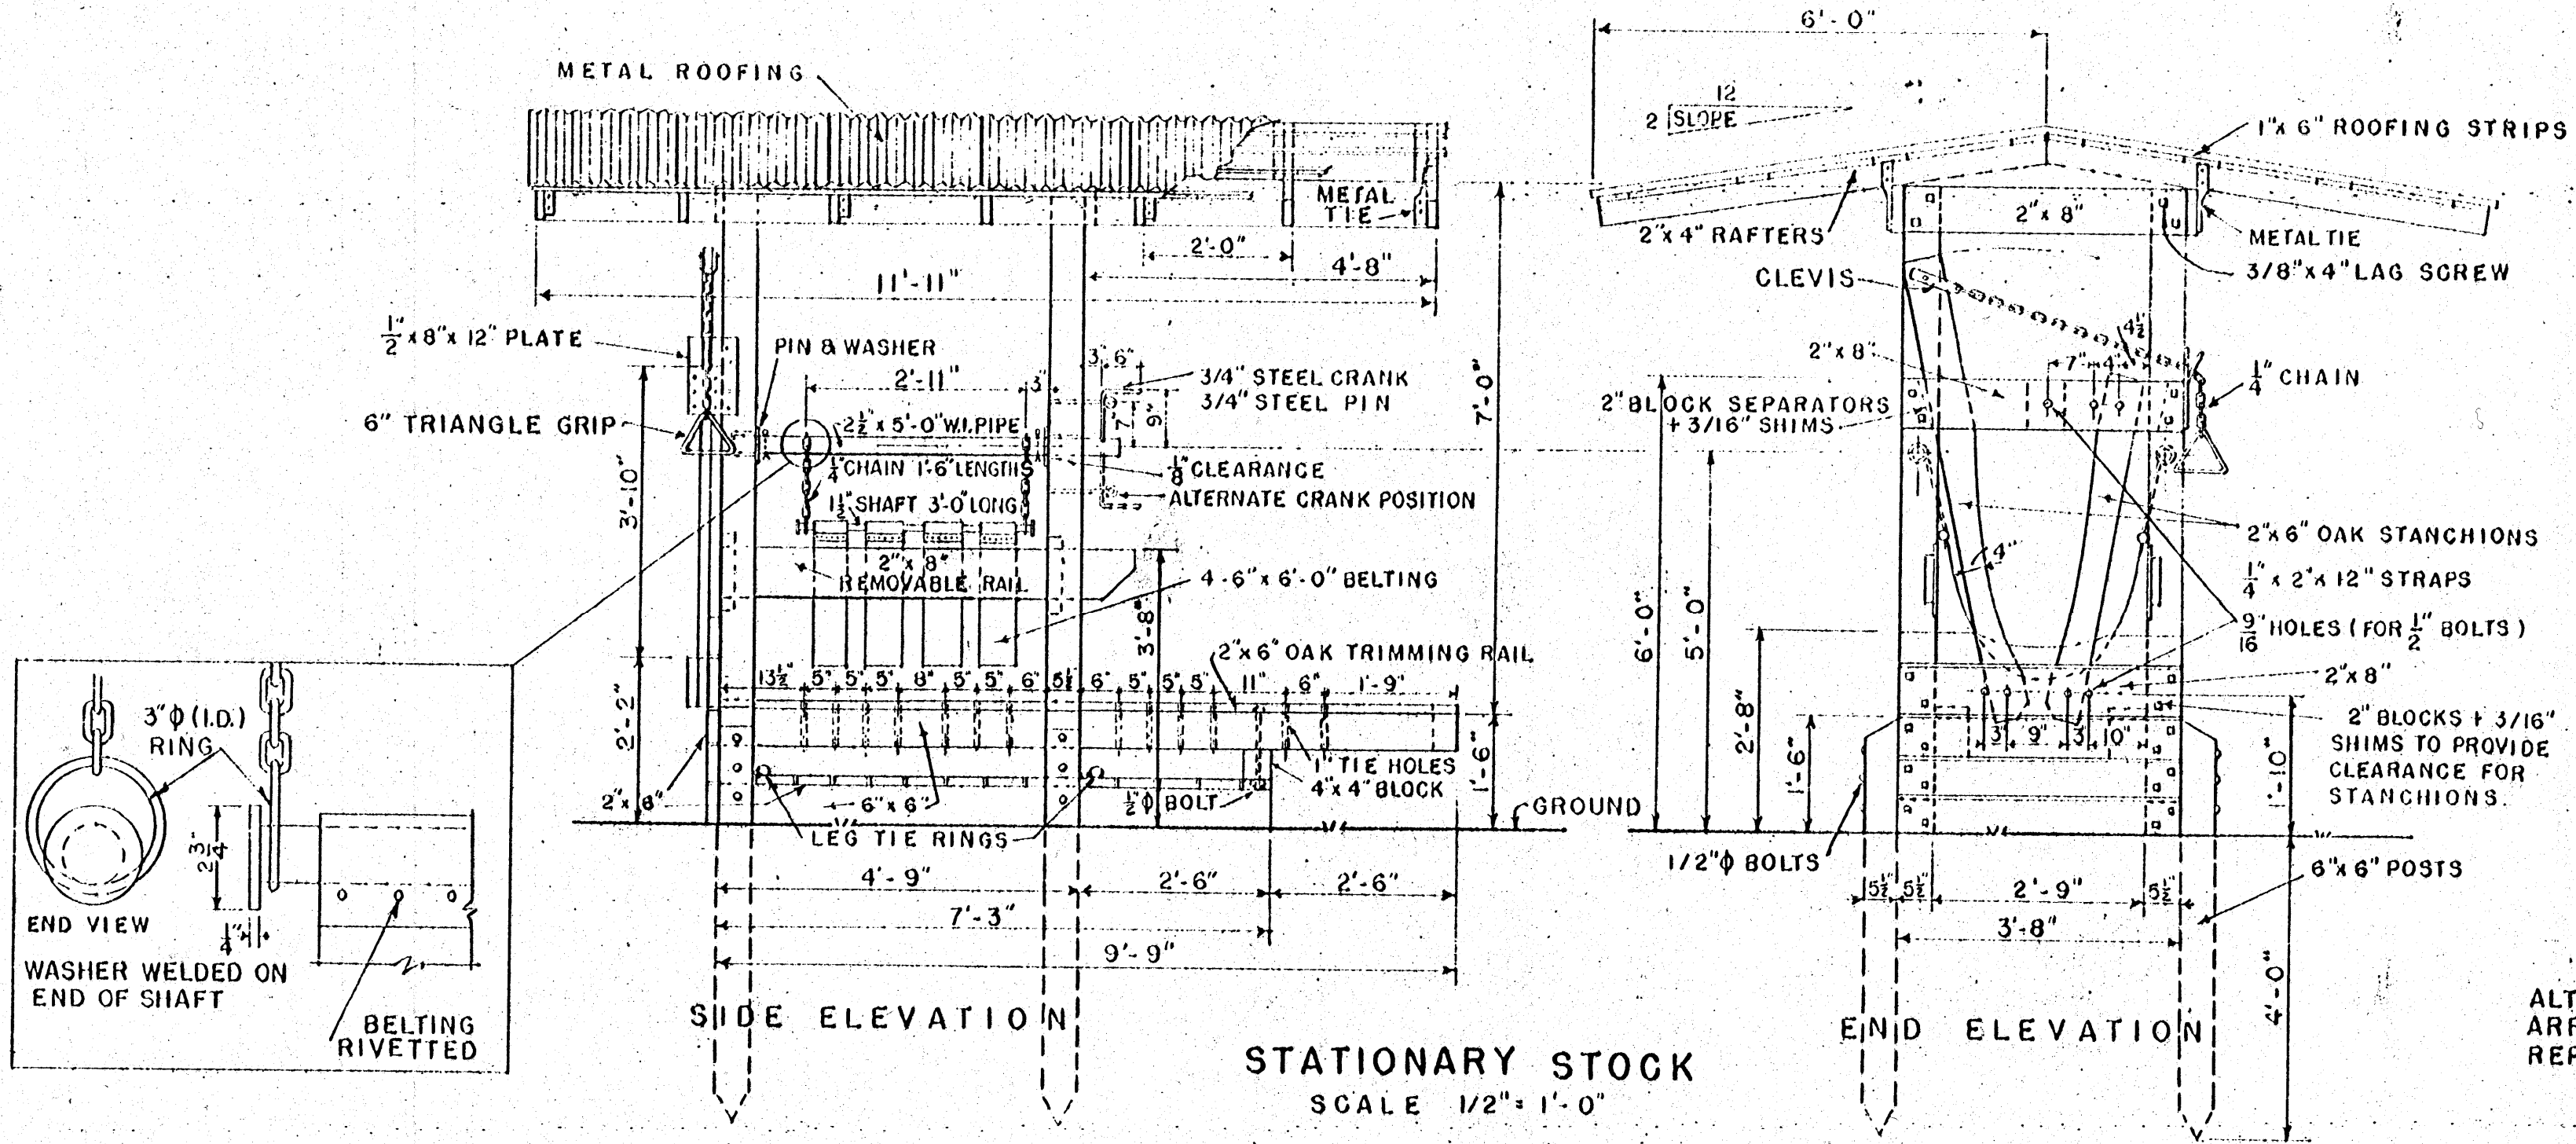 METAL ROOFING
METAL
TIE
2'-0"
4'-8"
11'-11"
1/2" x 8" x 12" PLATE
PIN & WASHER
2'-11"
3"
3" 6"
3/4" STEEL CRANK
3/4" STEEL PIN
7"
9"
6" TRIANGLE GRIP
2 1/2" x 5'-0" W.I. PIPE
1/4" CHAIN 1'-6" LENGTHS
1/8" CLEARANCE
ALTERNATE CRANK POSITION
1 1/2" SHAFT 3'-0" LONG
3'-10"
7'-0"
2" x 8"
REMOVABLE RAIL
4-6" x 6'-0" BELTING
3'-8"
2" x 6" OAK TRIMMING RAIL
13 1/2" 5" 5" 5" 8" 5" 5" 6" 5 1/2" 6" 5" 5" 5" 11" 6" 1'-9"
2'-2"
1" TIE HOLES
4" x 4" BLOCK
1'-6"
6" x 6"
1/2" ϕ BOLT
GROUND
LEG TIE RINGS
4'-9"
2'-6"
2'-6"
7'-3"
9'-9"
SIDE ELEVATION
3" ϕ (I.D.)
RING
2 3/4"
END VIEW
1/4"
WASHER WELDED ON
END OF SHAFT
BELTING
RIVETTED
6'-0"
12
2 SLOPE
1" x 6" ROOFING STRIPS
2" x 8"
2" x 4" RAFTERS
METAL TIE
3/8" x 4" LAG SCREW
CLEVIS
4 1/2"
2" x 8"
7" 4"
1/4" CHAIN
2" BLOCK SEPARATORS
+ 3/16" SHIMS
2" x 6" OAK STANCHIONS
4"
1/4" x 2" x 12" STRAPS
6'-0"
5'-0"
9/16" HOLES (FOR 1/2" BOLTS)
2" x 8"
2'-8"
1'-6"
3" 9" 3" 10"
2" BLOCKS + 3/16"
SHIMS TO PROVIDE
CLEARANCE FOR
STANCHIONS.
1'-10"
1/2" ϕ BOLTS
6" x 6" POSTS
5 1/2" 5 1/2" 2'-9" 5 1/2"
3'-8"
4'-0"
END ELEVATION
STATIONARY STOCK
SCALE 1/2" = 1'-0"